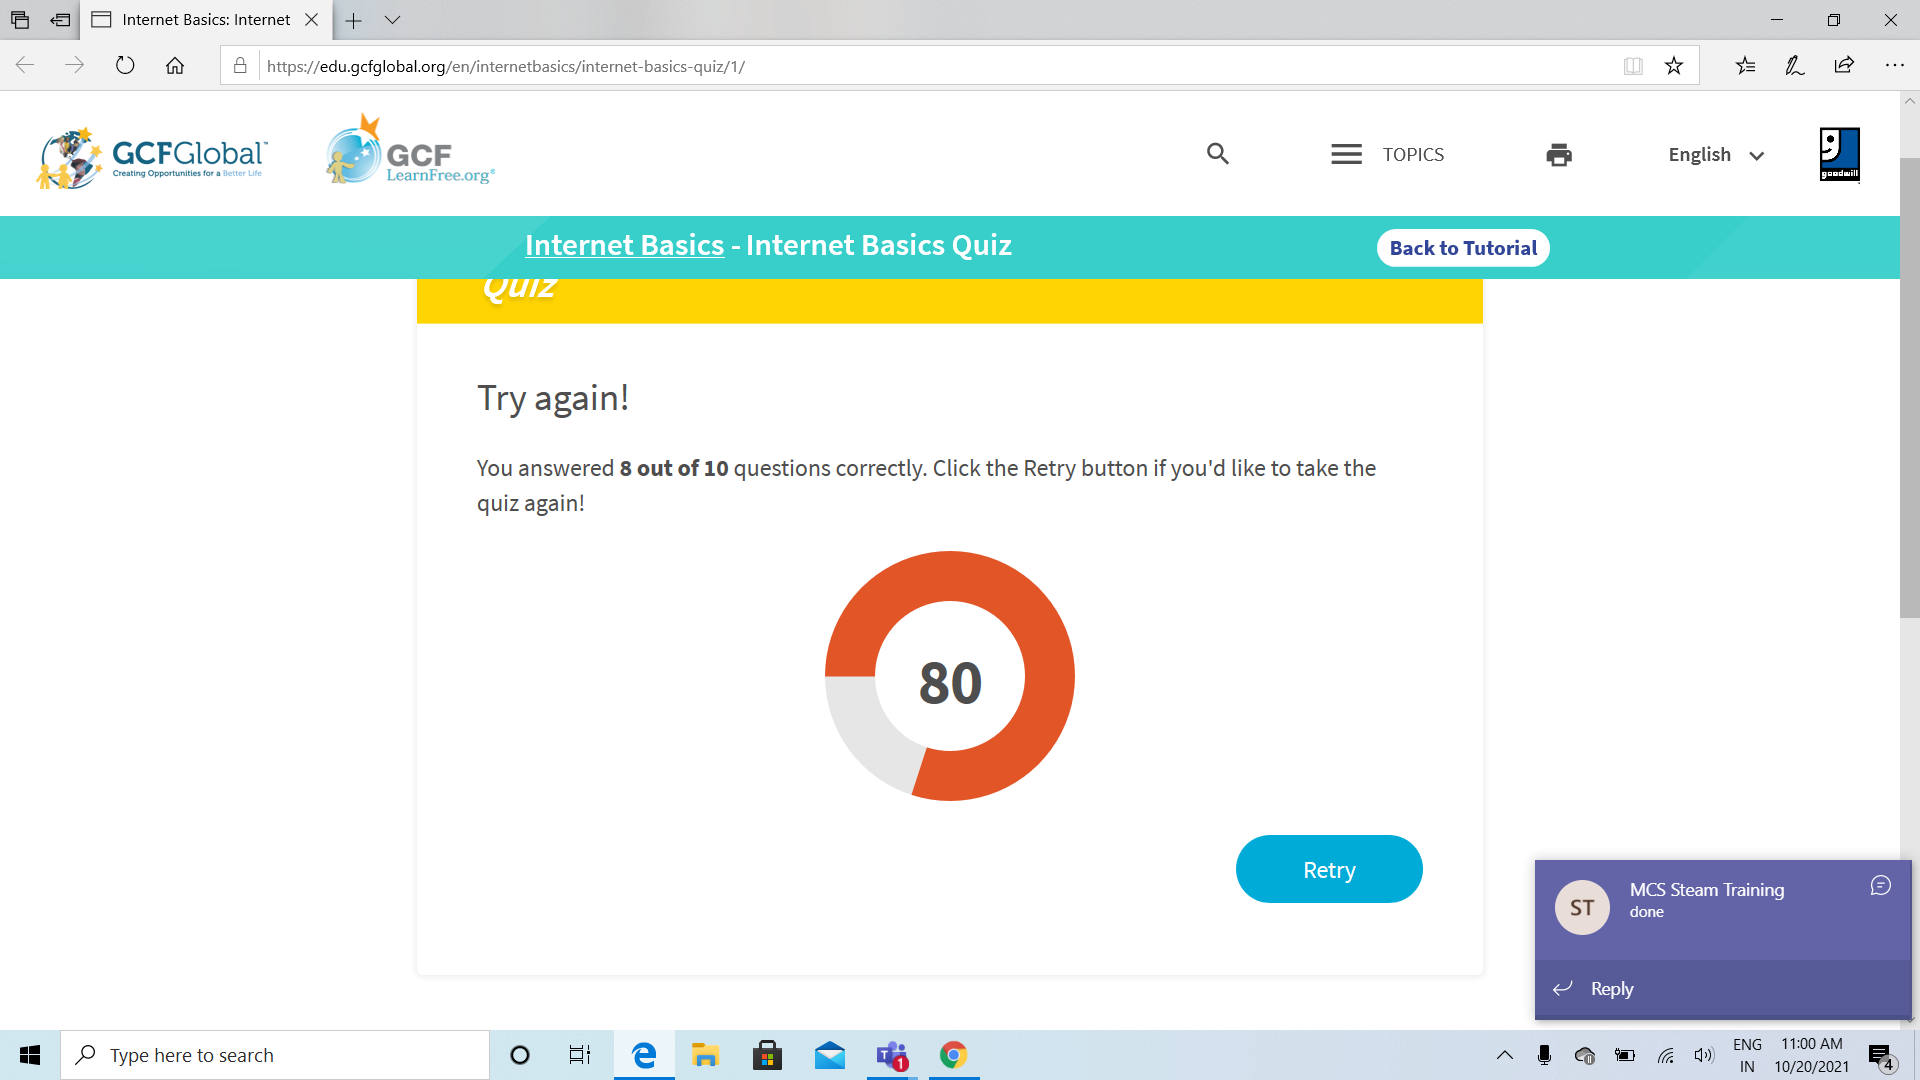 Internet Basics: Internet
https://edu.gcfglobal.org/en/internetbasics/internet-basics-quiz/1/
GCFGlobal™
Creating Opportunities for a Better Life
GCF
LearnFree.org®
TOPICS
English
goodwill
Internet Basics - Internet Basics Quiz
Back to Tutorial
Quiz
Try again!
You answered 8 out of 10 questions correctly. Click the Retry button if you'd like to take the
quiz again!
80
Retry
ST
MCS Steam Training
done
Reply
Type here to search
1
ENG
IN
11:00 AM
10/20/2021
4